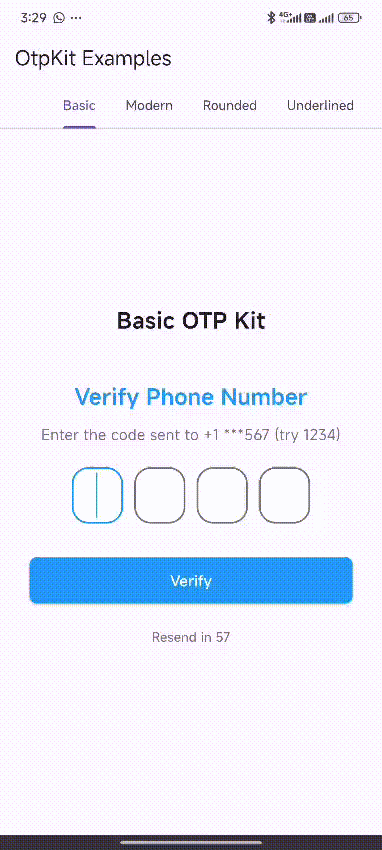 3:29 ... 4G+ 65
OtpKit Examples
Basic Modern Rounded Underlined
Basic OTP Kit
Verify Phone Number
Enter the code sent to +1 ***567 (try 1234)
Verify
Resend in 57